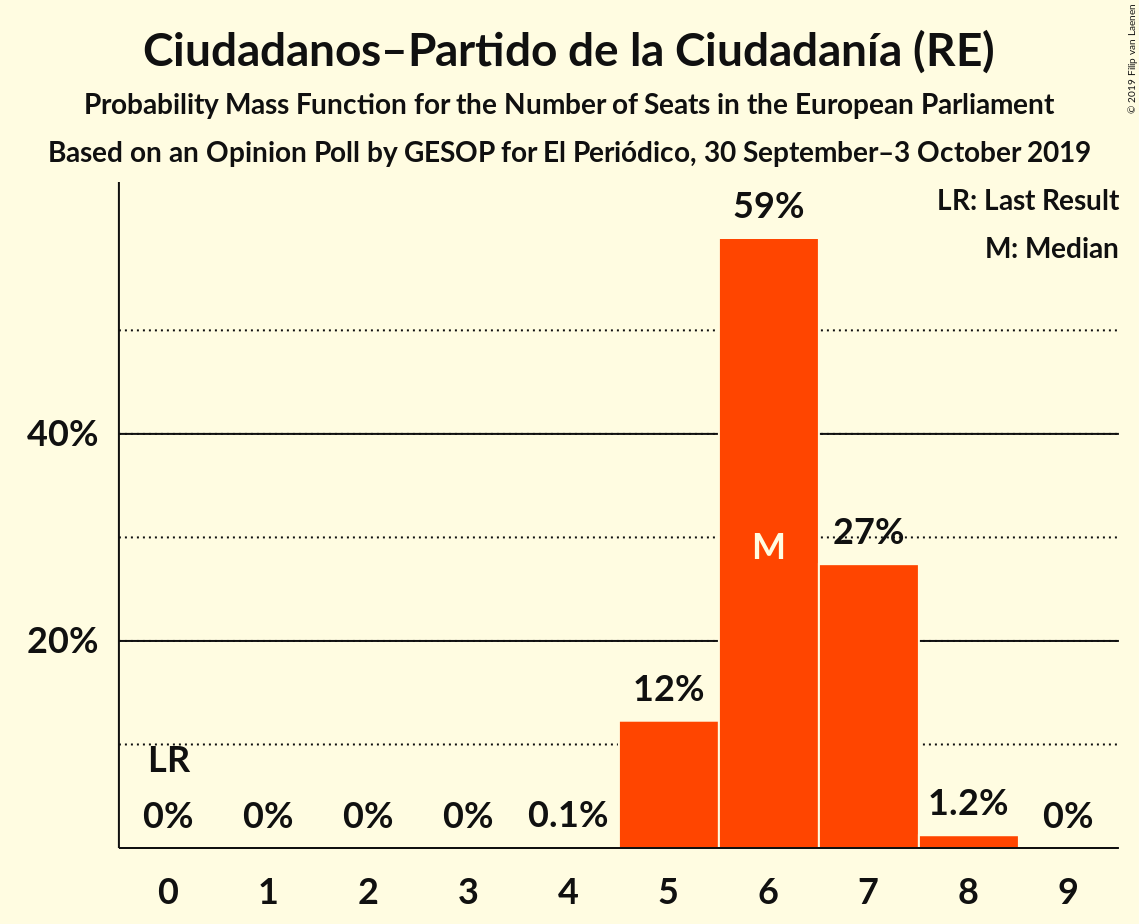 Ciudadanos–Partido de la Ciudadanía (RE)
Probability Mass Function for the Number of Seats in the European Parliament
Based on an Opinion Poll by GESOP for El Periódico, 30 September–3 October 2019
© 2019 Filip van Laenen
LR: Last Result
M: Median
59%
40%
M
27%
20%
12%
LR
0% 0% 0% 0% 0.1% 1.2% 0%
0 1 2 3 4 5 6 7 8 9